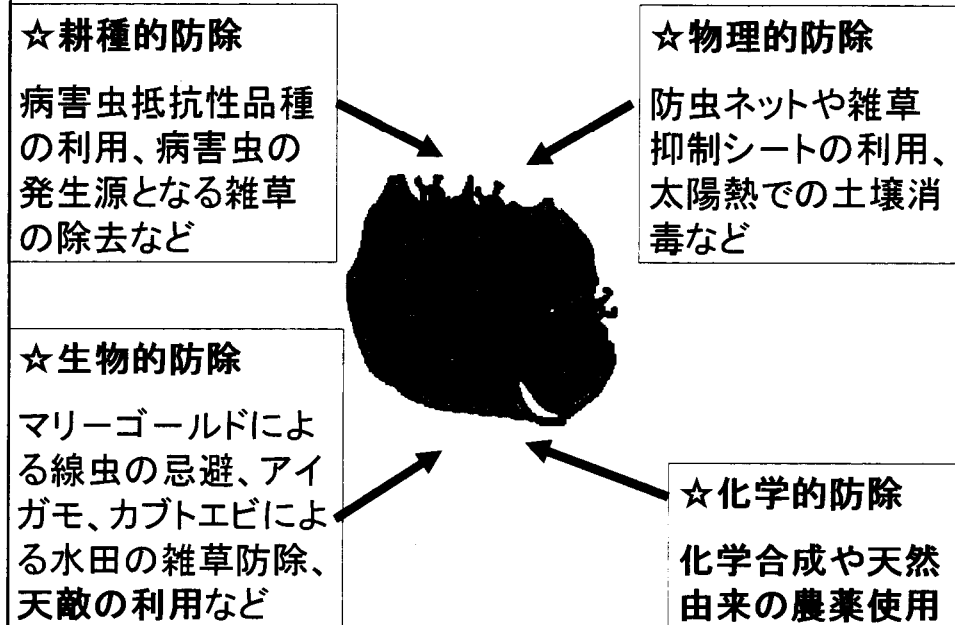 ☆耕種的防除
病害虫抵抗性品種
の利用、病害虫の
発生源となる雑草
の除去など
☆物理的防除
防虫ネットや雑草
抑制シートの利用、
太陽熱での土壌消
毒など
☆生物的防除
マリーゴールドによ
る線虫の忌避、アイ
ガモ、カブトエビによ
る水田の雑草防除、
天敵の利用など
☆化学的防除
化学合成や天然
由来の農薬使用